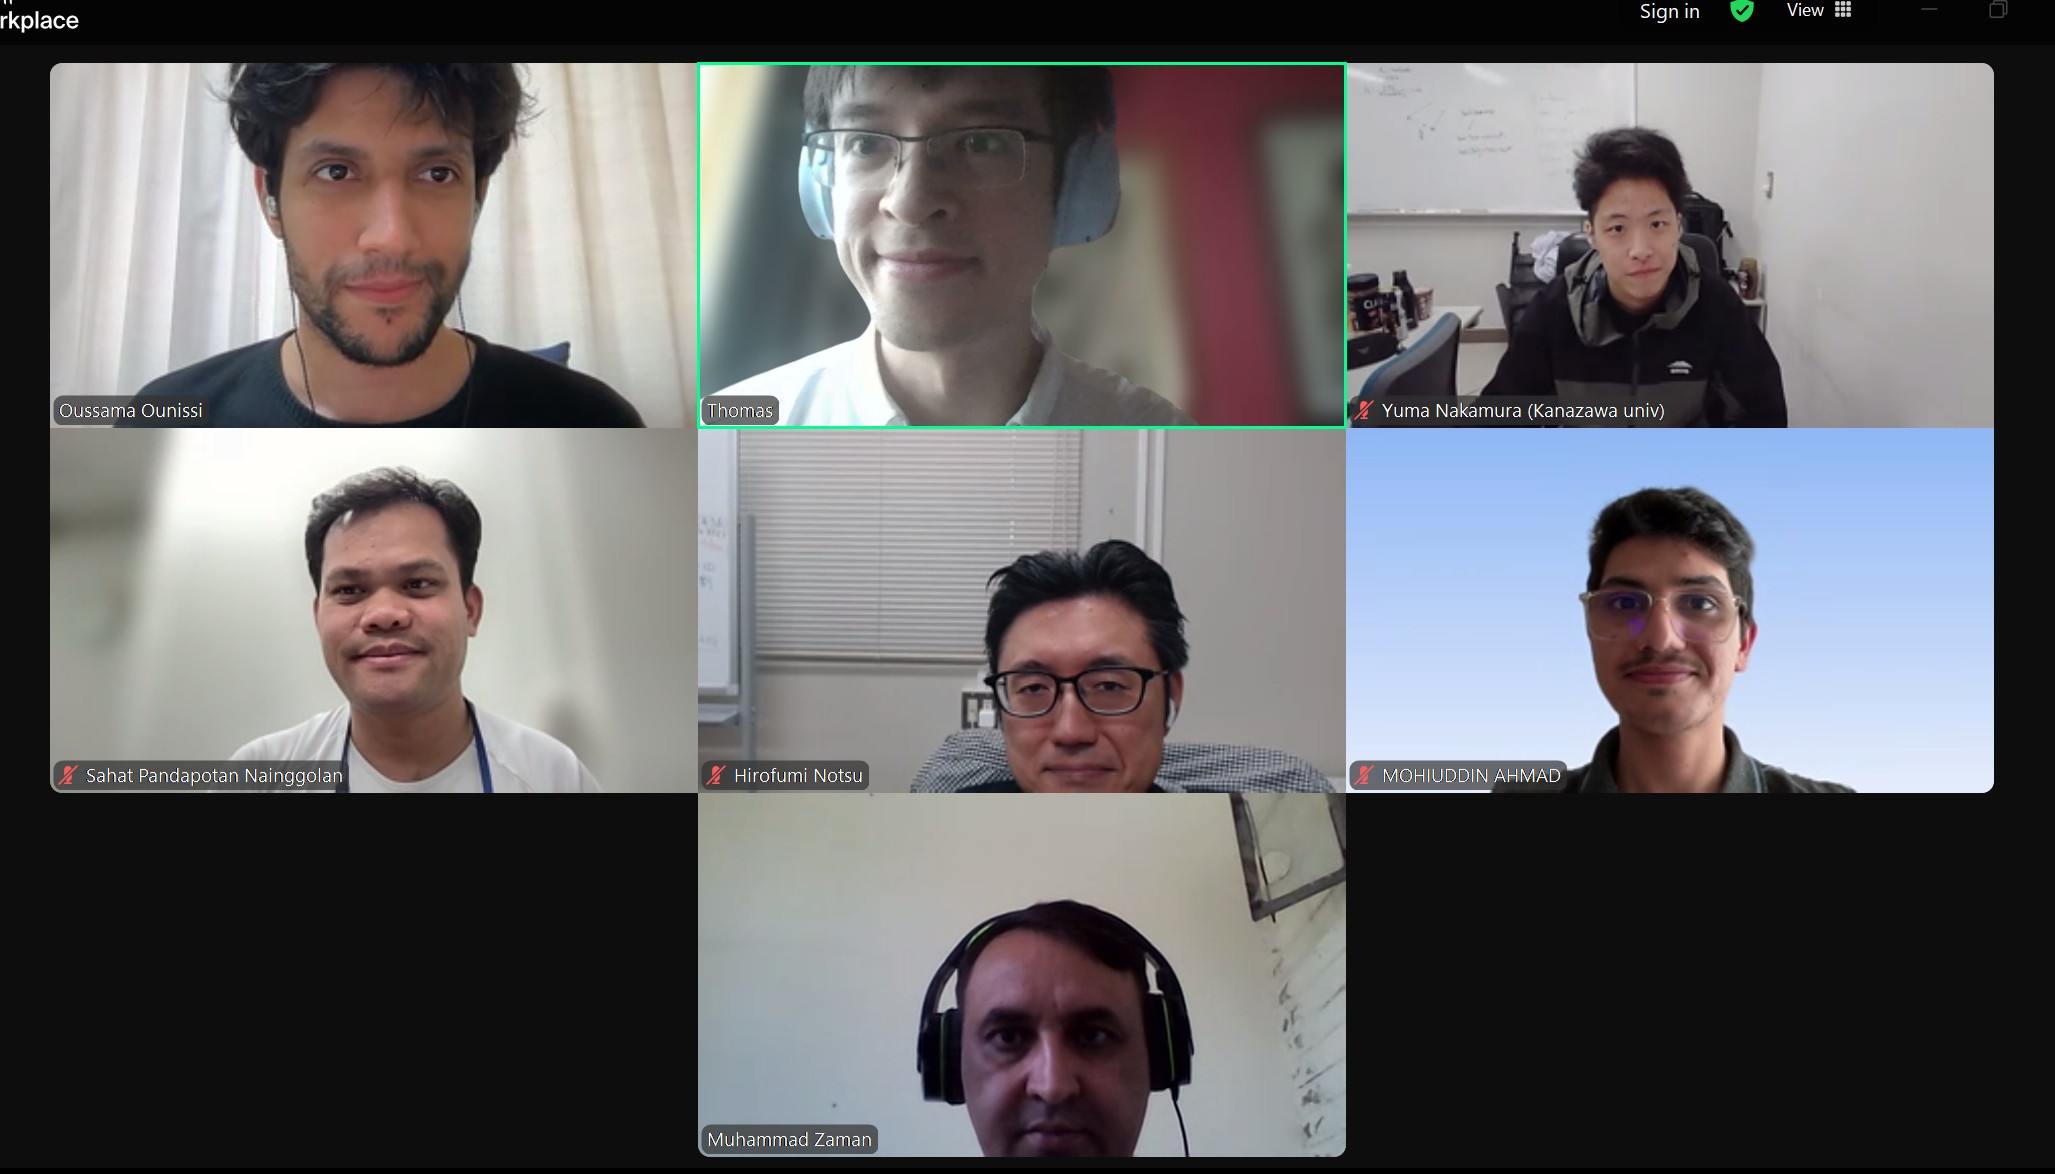 rkplace
Sign in
View
Oussama Ounissi
Thomas
Yuma Nakamura (Kanazawa univ)
Sahat Pandapotan Nainggolan
Hirofumi Notsu
MOHIUDDIN AHMAD
Muhammad Zaman